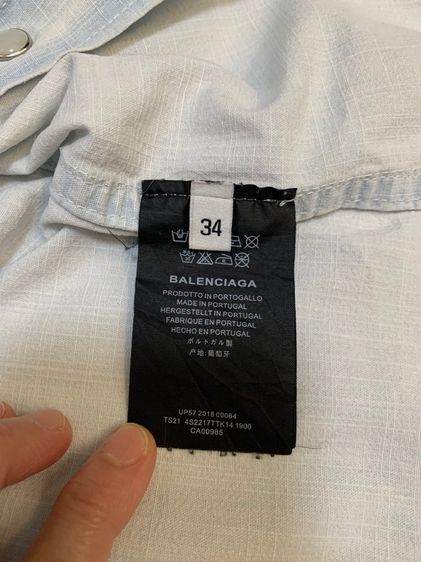 34
BALENCIAGA
PRODOTTO IN PORTOGALLO
MADE IN PORTUGAL
HERGESTELLT IN PORTUGAL
FABRIQUE EN PORTUGAL
HECHO EN PORTUGAL
ポルトガル製
产地:葡萄牙
UP57 2018 00064
TS21 4S2217TTK14 1900
CA00985